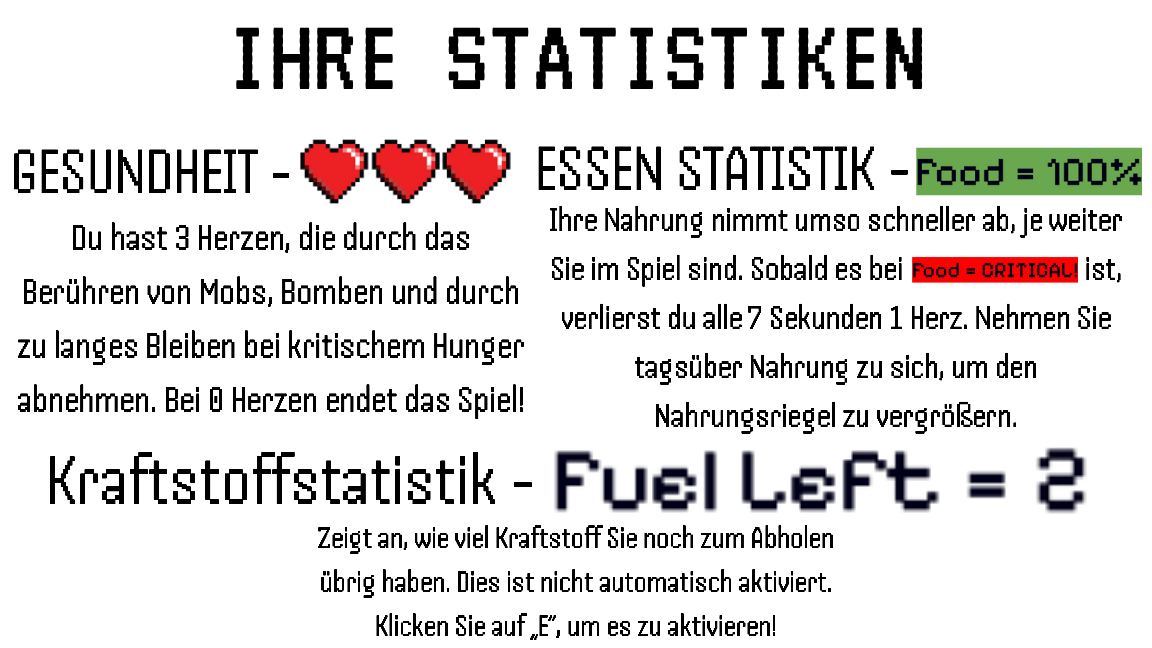 IHRE STATISTIKEN
GESUNDHEIT -
Du hast 3 Herzen, die durch das
Berühren von Mobs, Bomben und durch
zu langes Bleiben bei kritischem Hunger
abnehmen. Bei 0 Herzen endet das Spiel!
ESSEN STATISTIK - Food = 100%
Ihre Nahrung nimmt umso schneller ab, je weiter
Sie im Spiel sind. Sobald es bei Food = CRITICAL! ist,
verlierst du alle 7 Sekunden 1 Herz. Nehmen Sie
tagsüber Nahrung zu sich, um den
Nahrungsriegel zu vergrößern.
Kraftstoffstatistik - Fuel Left = 2
Zeigt an, wie viel Kraftstoff Sie noch zum Abholen
übrig haben. Dies ist nicht automatisch aktiviert.
Klicken Sie auf „E”, um es zu aktivieren!